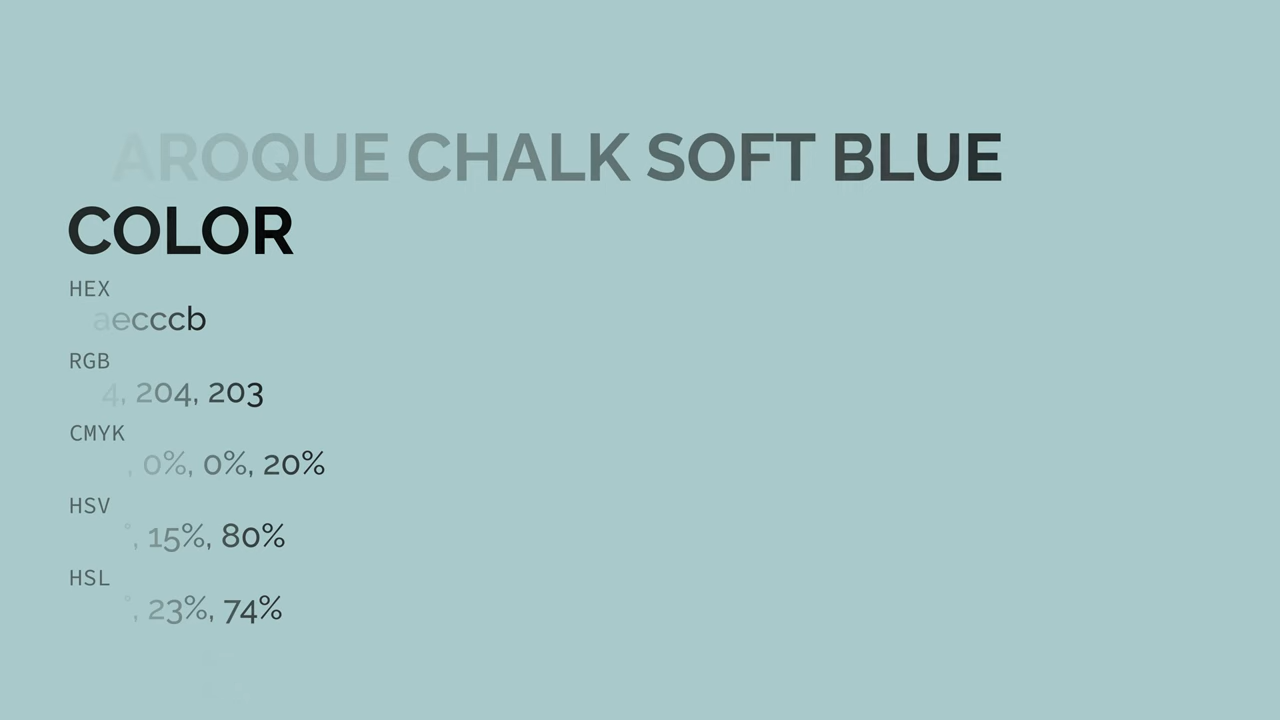 AROQUE CHALK SOFT BLUE
COLOR
HEX
aecccb
RGB
4, 204, 203
CMYK
, 0%, 0%, 20%
HSV
°, 15%, 80%
HSL
°, 23%, 74%